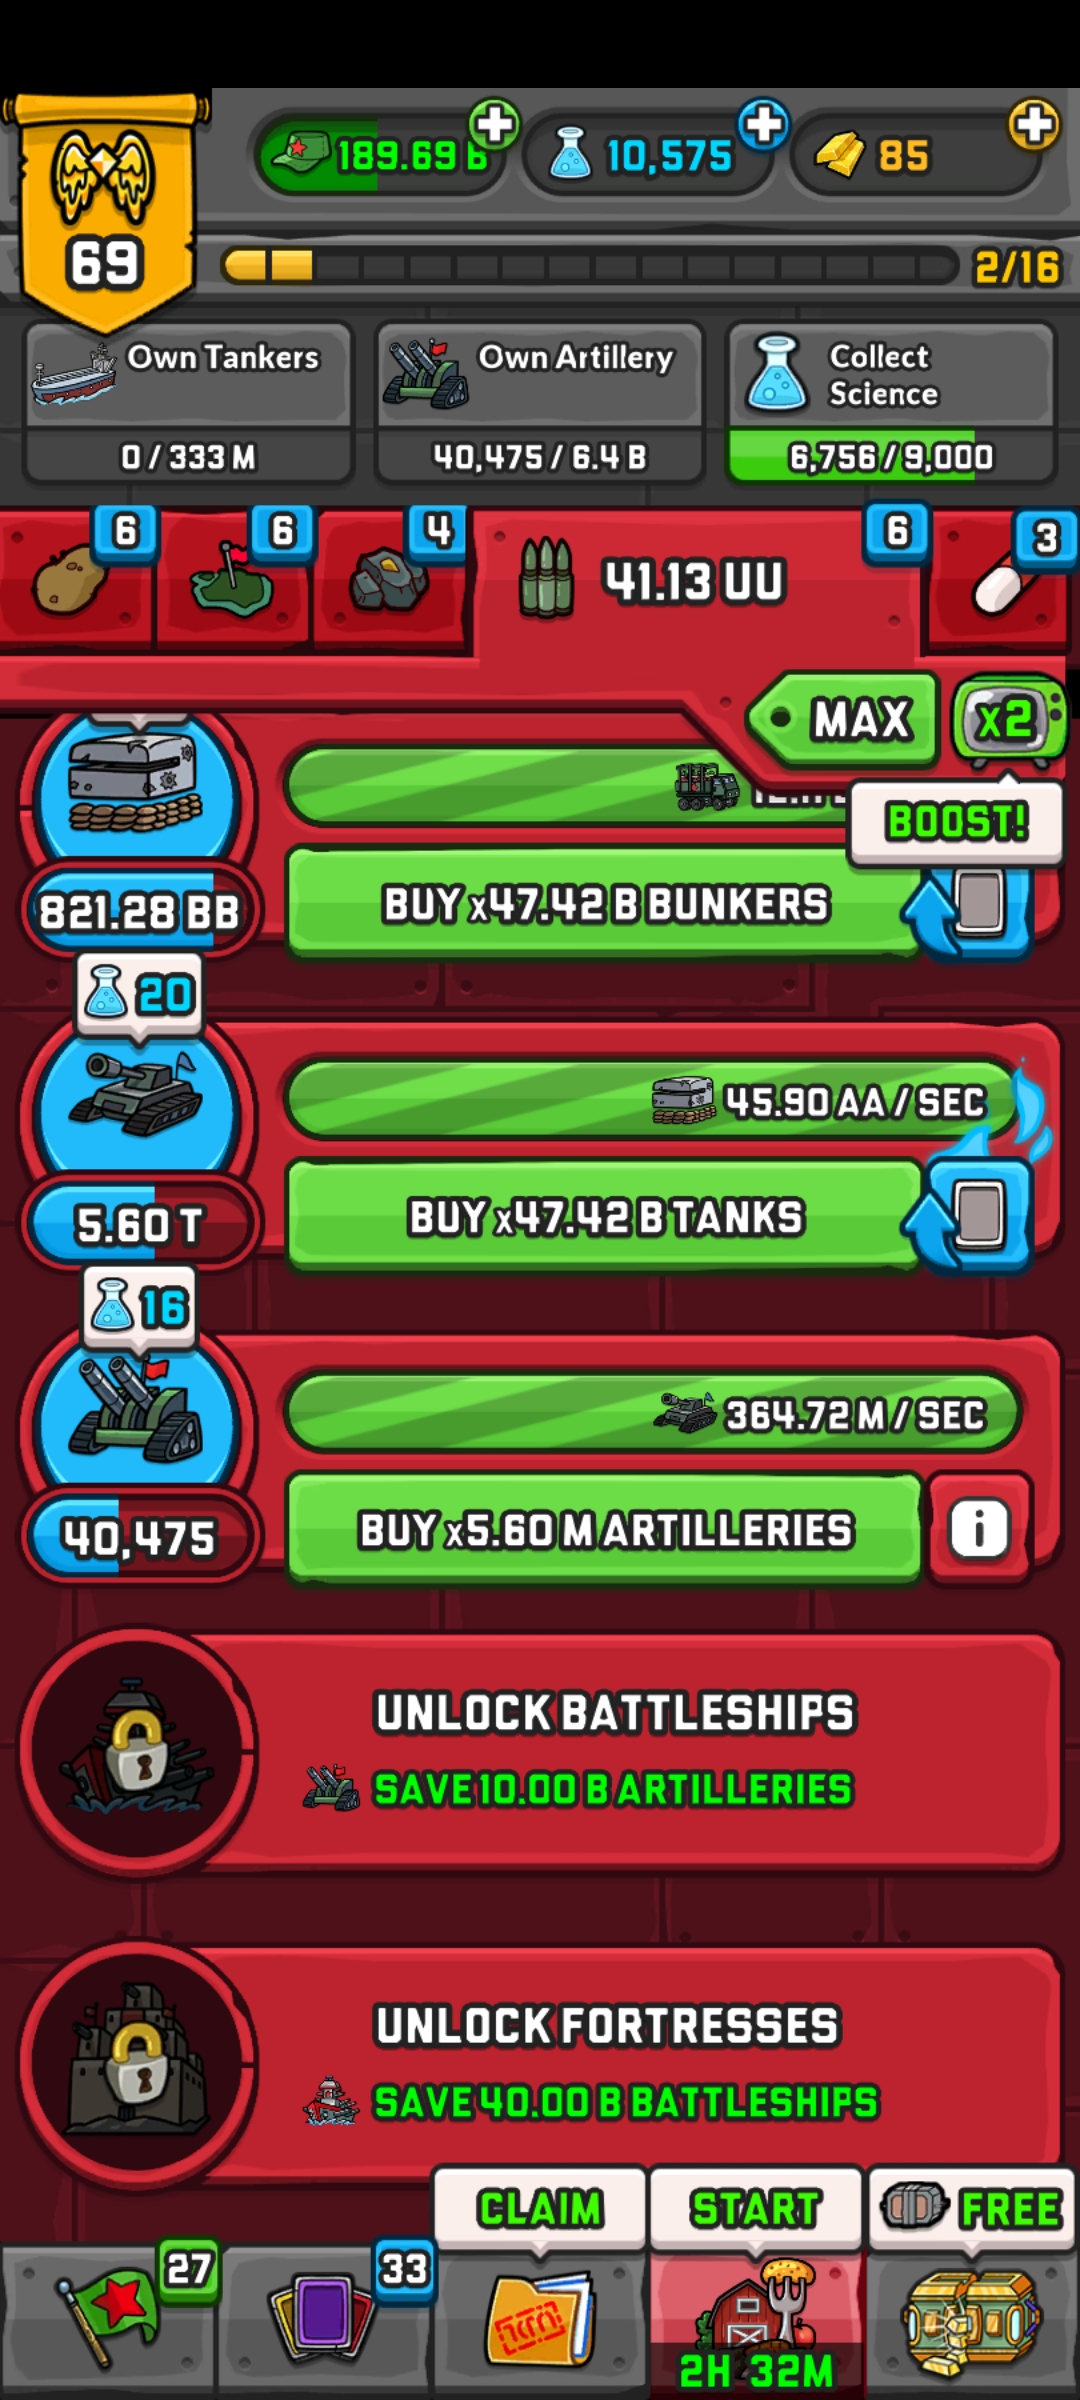 189.69 B
10,575
85
69
2/16
Own Tankers
0 / 333 M
Own Artillery
40,475 / 6.4 B
Collect
Science
6,756 / 9,000
6
6
4
41.13 UU
6
3
MAX
x2
BOOST!
821.28 BB
BUY x47.42 B BUNKERS
20
45.90 AA / SEC
5.60 T
BUY x47.42 B TANKS
16
364.72 M / SEC
40,475
BUY x5.60 M ARTILLERIES
i
UNLOCK BATTLESHIPS
SAVE 10.00 B ARTILLERIES
UNLOCK FORTRESSES
SAVE 40.00 B BATTLESHIPS
CLAIM
START
FREE
27
33
2H 32M